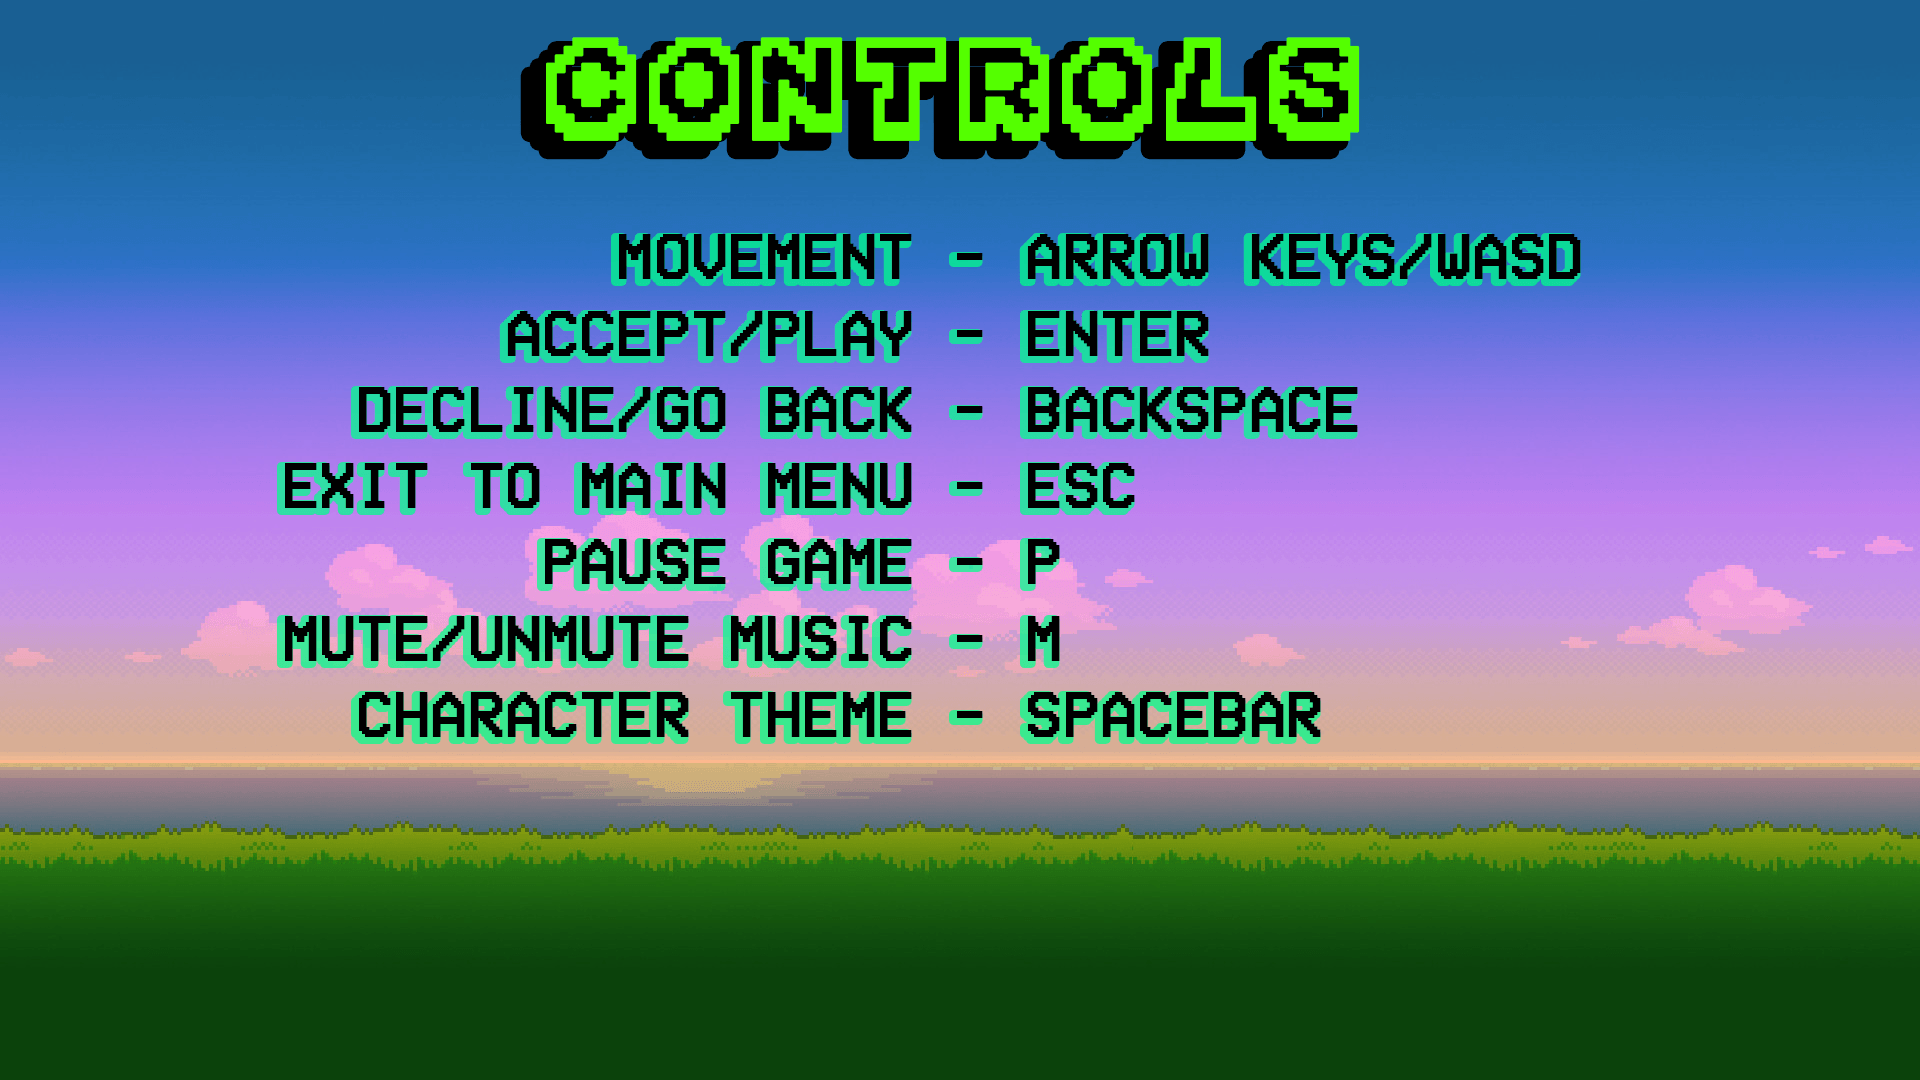 CONTROLS
MOVEMENT - ARROW KEYS/WASD
ACCEPT/PLAY - ENTER
DECLINE/GO BACK - BACKSPACE
EXIT TO MAIN MENU - ESC
PAUSE GAME - P
MUTE/UNMUTE MUSIC - M
CHARACTER THEME - SPACEBAR